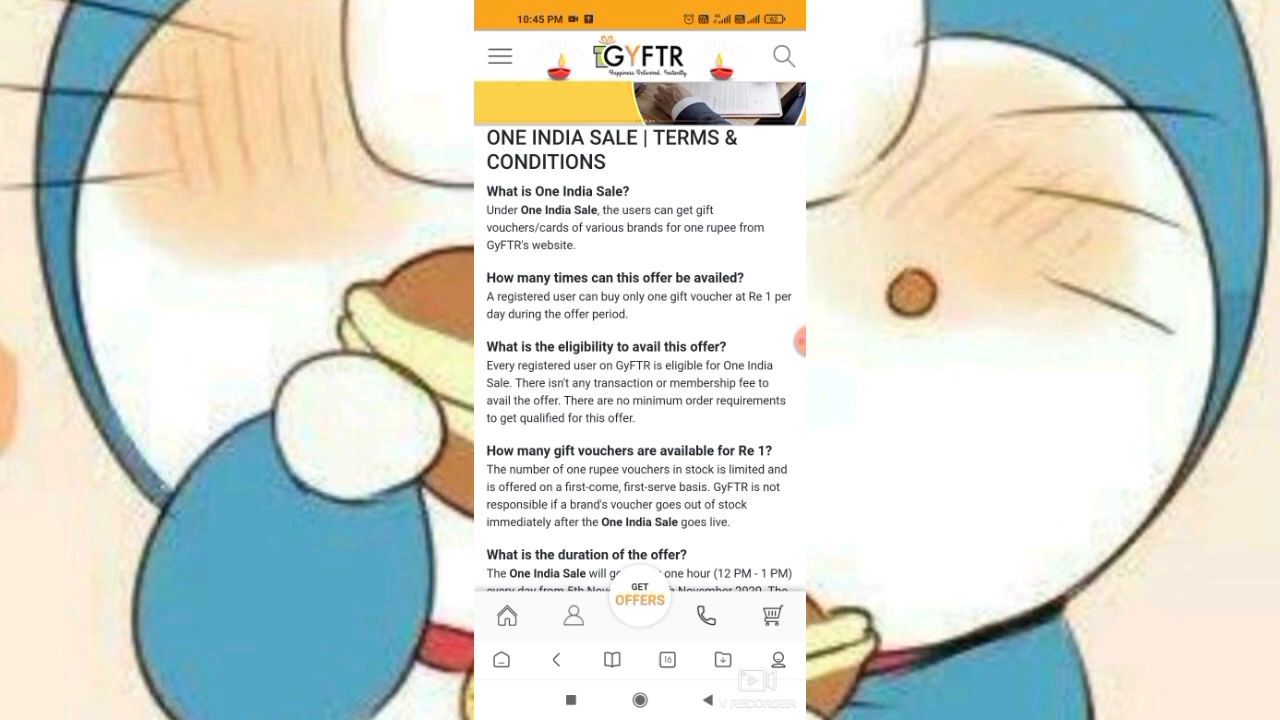 10:45 PM
62
GYFTR
Happiness Delivered. Instantly.
ONE INDIA SALE | TERMS &
CONDITIONS
What is One India Sale?
Under One India Sale, the users can get gift
vouchers/cards of various brands for one rupee from
GyFTR's website.
How many times can this offer be availed?
A registered user can buy only one gift voucher at Re 1 per
day during the offer period.
What is the eligibility to avail this offer?
Every registered user on GyFTR is eligible for One India
Sale. There isn't any transaction or membership fee to
avail the offer. There are no minimum order requirements
to get qualified for this offer.
How many gift vouchers are available for Re 1?
The number of one rupee vouchers in stock is limited and
is offered on a first-come, first-serve basis. GyFTR is not
responsible if a brand's voucher goes out of stock
immediately after the One India Sale goes live.
What is the duration of the offer?
The One India Sale will one hour (12 PM - 1 PM)
every day from 5th November 2020. The
GET
OFFERS
16
V RECORDER